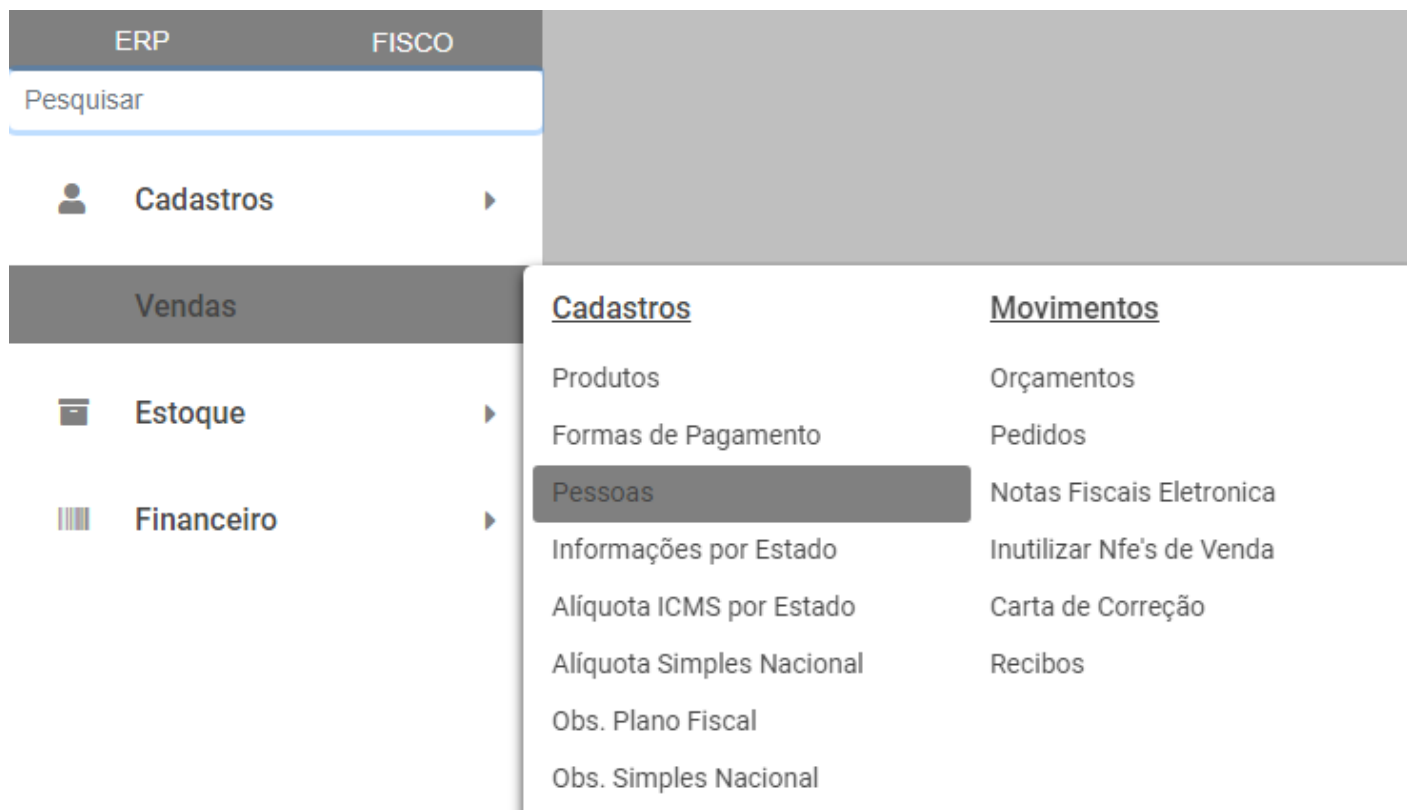 ERP FISCO
Pesquisar
Cadastros
Vendas
Estoque
Financeiro
Cadastros
Produtos
Formas de Pagamento
Pessoas
Informações por Estado
Alíquota ICMS por Estado
Alíquota Simples Nacional
Obs. Plano Fiscal
Obs. Simples Nacional
Movimentos
Orçamentos
Pedidos
Notas Fiscais Eletronica
Inutilizar Nfe's de Venda
Carta de Correção
Recibos